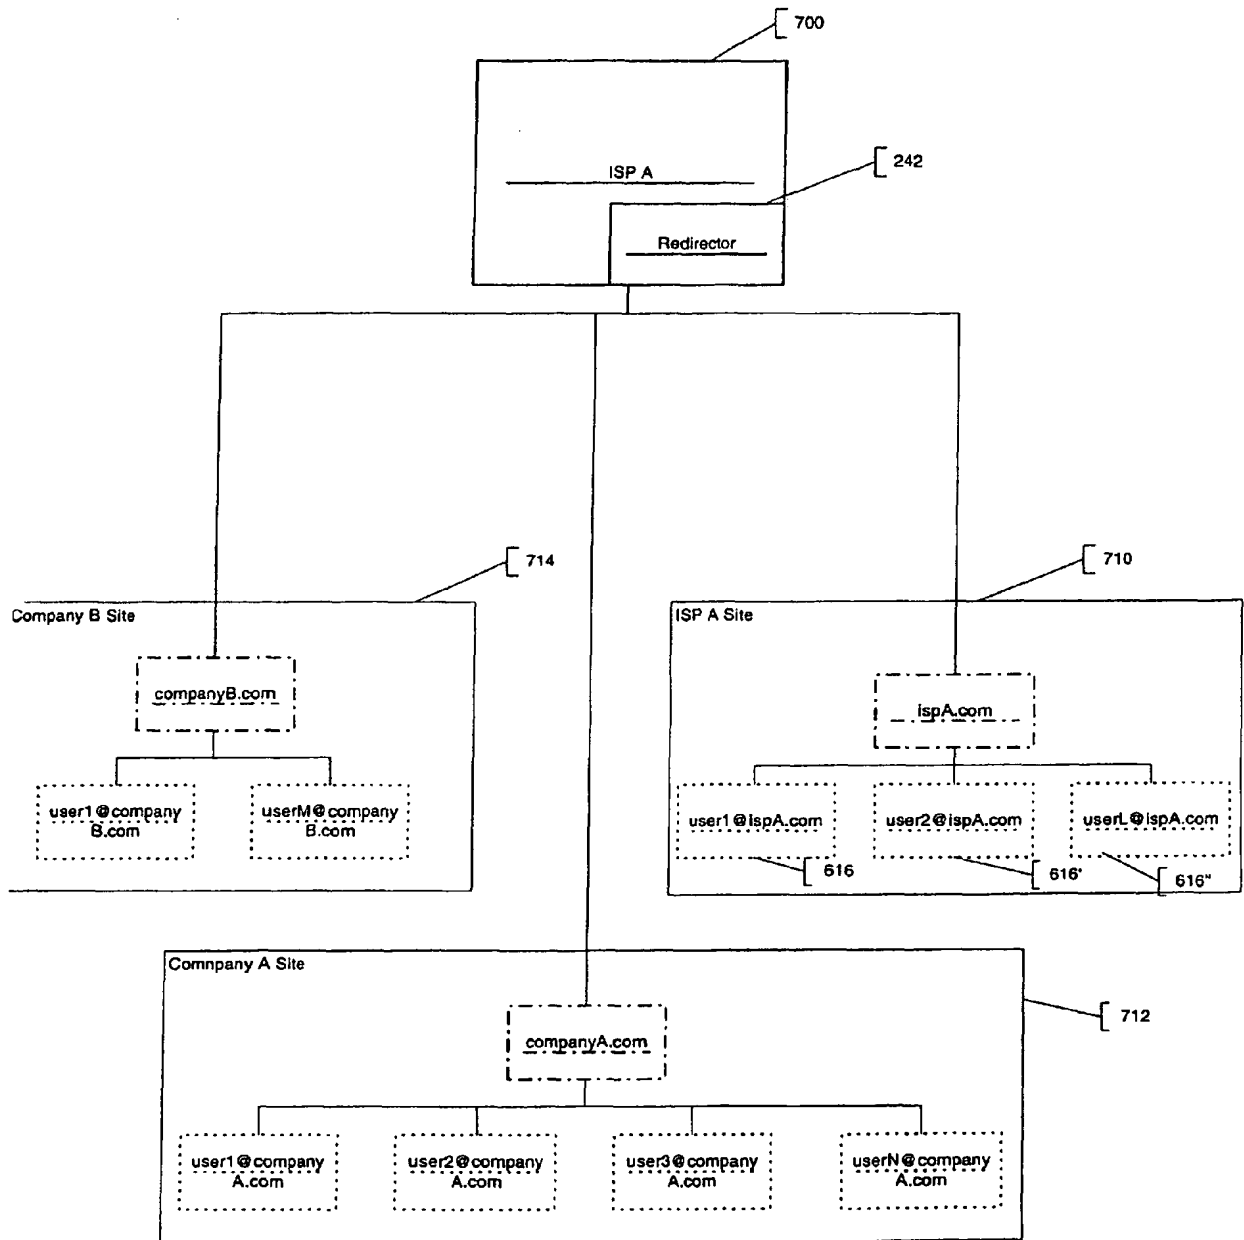 700
ISP A
242
Redirector
714
710
Company B Site
ISP A Site
companyB.com
ispA.com
user1@company
B.com
userM@company
B.com
user1@ispA.com
user2@ispA.com
userL@ispA.com
616
616'
616"
Comnpany A Site
companyA.com
712
user1@company
A.com
user2@company
A.com
user3@company
A.com
userN@company
A.com